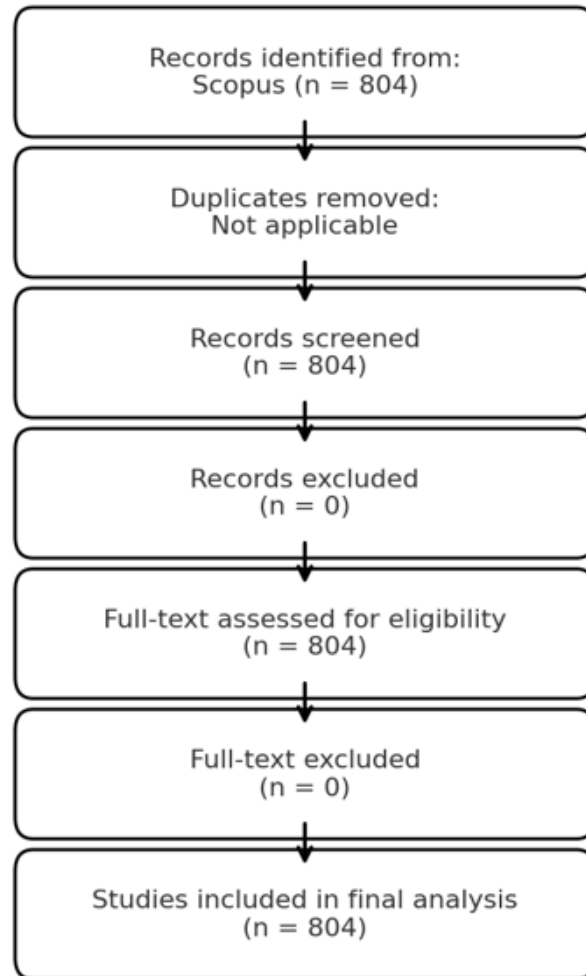 Records identified from:
Scopus (n = 804)
Duplicates removed:
Not applicable
Records screened
(n = 804)
Records excluded
(n = 0)
Full-text assessed for eligibility
(n = 804)
Full-text excluded
(n = 0)
Studies included in final analysis
(n = 804)